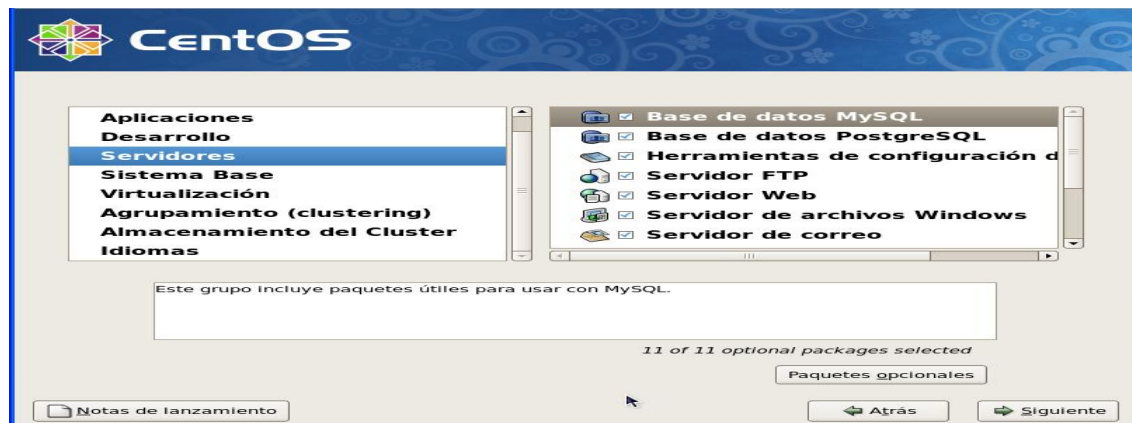 CentOS
Aplicaciones
Desarrollo
Servidores
Sistema Base
Virtualización
Agrupamiento (clustering)
Almacenamiento del Cluster
Idiomas
Base de datos MySQL
Base de datos PostgreSQL
Herramientas de configuración d
Servidor FTP
Servidor Web
Servidor de archivos Windows
Servidor de correo
Este grupo incluye paquetes útiles para usar con MySQL.
11 of 11 optional packages selected
Paquetes opcionales
Notas de lanzamiento
Atrás
Siguiente